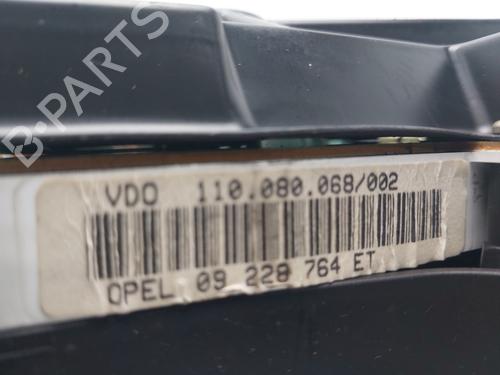 VDO 110.080.068/002
OPEL 09 228 764 ET
B-PARTS